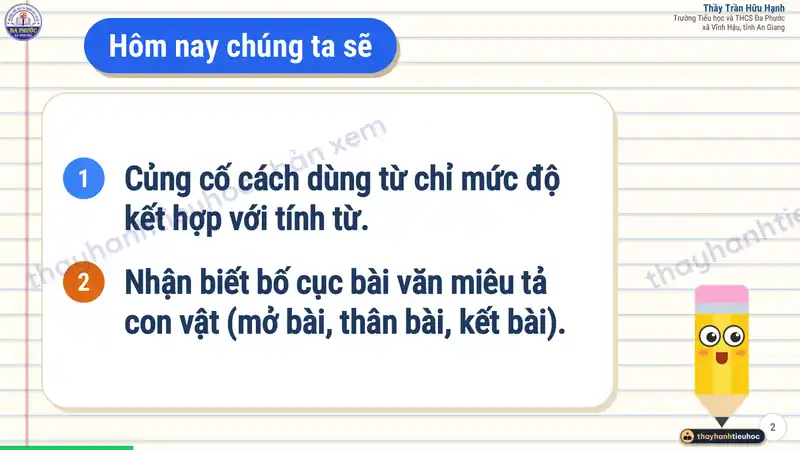 Thầy Trần Hữu Hạnh
Trường Tiểu học và THCS Đa Phước
xã Vĩnh Hậu, tỉnh An Giang
ĐA PHƯỚC
Hôm nay chúng ta sẽ
1 Củng cố cách dùng từ chỉ mức độ
kết hợp với tính từ.
2 Nhận biết bố cục bài văn miêu tả
con vật (mở bài, thân bài, kết bài).
thayhanhtieuhoc
2